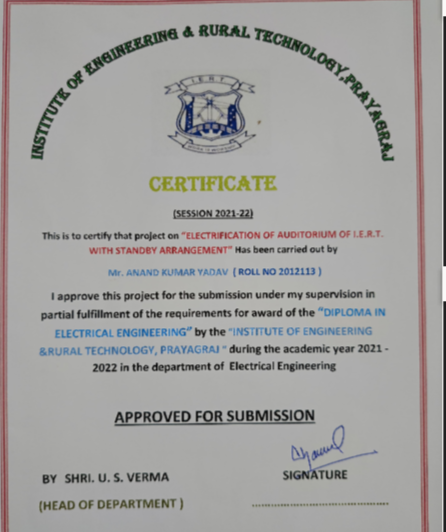 INSTITUTE OF ENGINEERING & RURAL TECHNOLOGY, PRAYAGRAJ
I E R T
CERTIFICATE
(SESSION 2021-22)
This is to certify that project on "ELECTRIFICATION OF AUDITORIUM OF I.E.R.T.
WITH STANDBY ARRANGEMENT" Has been carried out by
Mr. ANAND KUMAR YADAV ( ROLL NO 2012113 )
I approve this project for the submission under my supervision in
partial fulfillment of the requirements for award of the "DIPLOMA IN
ELECTRICAL ENGINEERING" by the "INSTITUTE OF ENGINEERING
&RURAL TECHNOLOGY, PRAYAGRAJ " during the academic year 2021 -
2022 in the department of Electrical Engineering
APPROVED FOR SUBMISSION
BY SHRI. U. S. VERMA
SIGNATURE
(HEAD OF DEPARTMENT )